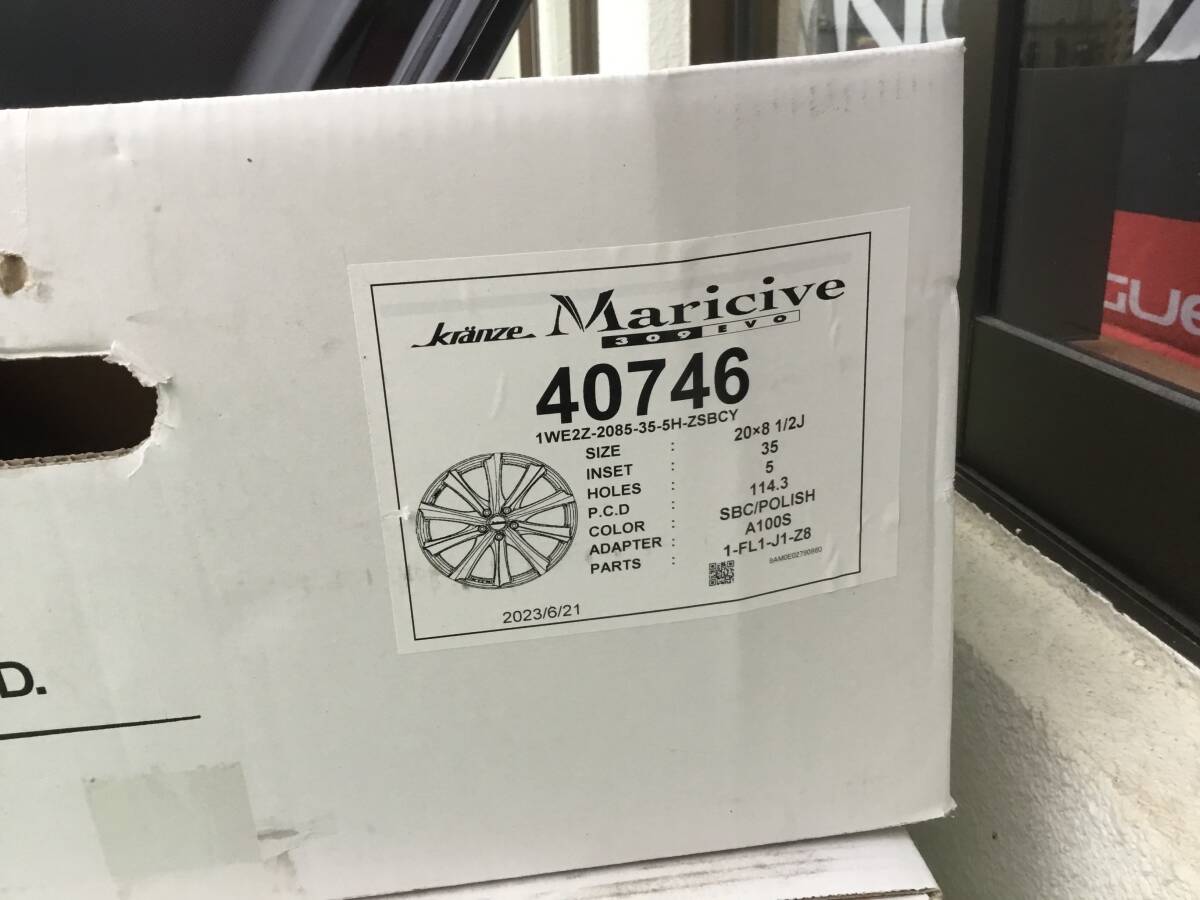 kränze Maricive
309 EVO
40746
1WE2Z-2085-35-5H-ZSBCY
SIZE : 20×8 1/2J
INSET : 35
HOLES : 5
P.C.D : 114.3
COLOR : SBC/POLISH
ADAPTER : A100S
PARTS : 1-FL1-J1-Z8
2023/6/21
D.